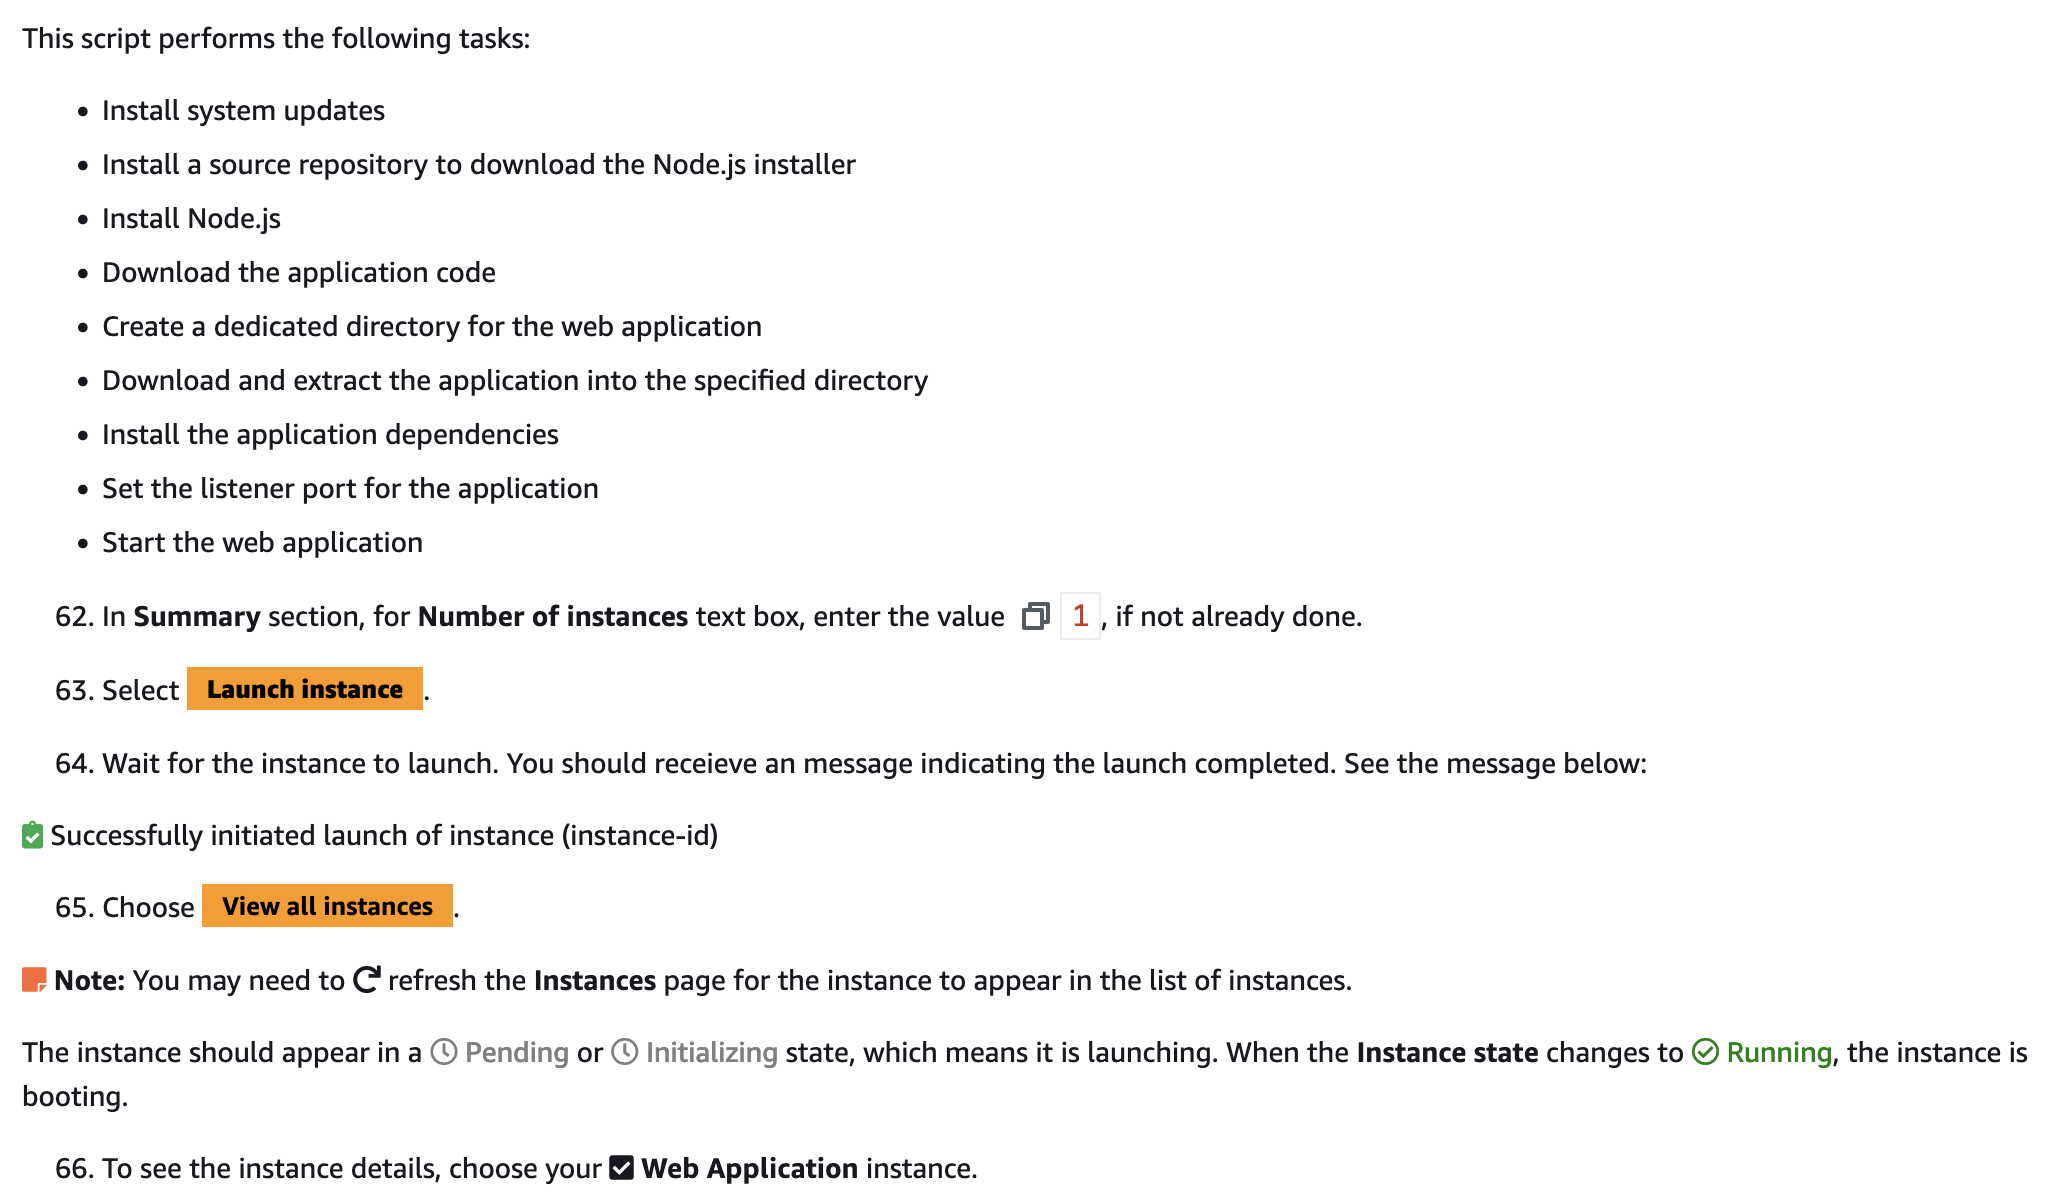 This script performs the following tasks:
• Install system updates
• Install a source repository to download the Node.js installer
• Install Node.js
• Download the application code
• Create a dedicated directory for the web application
• Download and extract the application into the specified directory
• Install the application dependencies
• Set the listener port for the application
• Start the web application
62. In Summary section, for Number of instances text box, enter the value 1, if not already done.
63. Select Launch instance.
64. Wait for the instance to launch. You should receieve an message indicating the launch completed. See the message below:
Successfully initiated launch of instance (instance-id)
65. Choose View all instances.
Note: You may need to refresh the Instances page for the instance to appear in the list of instances.
The instance should appear in a Pending or Initializing state, which means it is launching. When the Instance state changes to Running, the instance is
booting.
66. To see the instance details, choose your Web Application instance.